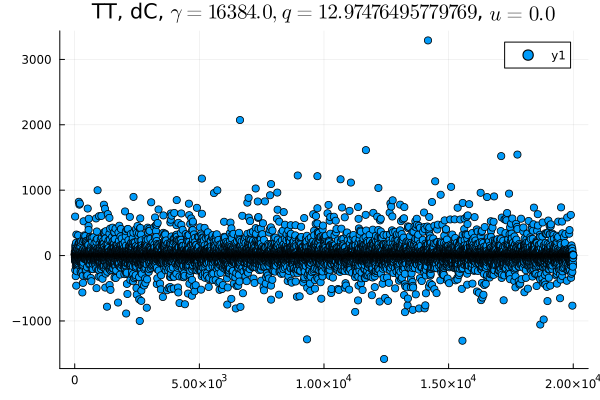 TT, dC, γ = 16384.0, q = 12.97476495779769, u = 0.0
y1
3000
2000
1000
0
−1000
0 5.00×10³ 1.00×10⁴ 1.50×10⁴ 2.00×10⁴